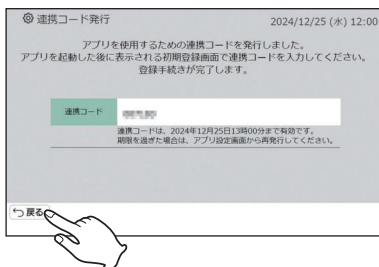 連携コード発行 2024/12/25 (水) 12:00
アプリを使用するための連携コードを発行しました。
アプリを起動した後に表示される初期登録画面で連携コードを入力してください。
登録手続きが完了します。
連携コード
連携コードは、2024年12月25日13時00分まで有効です。
期限を過ぎた場合は、アプリ設定画面から再発行してください。
戻る